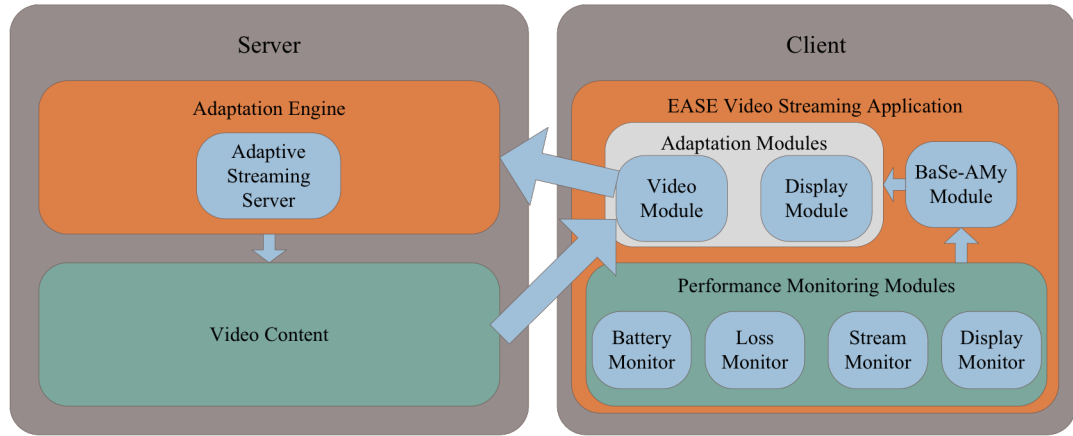 Server
Adaptation Engine
Adaptive
Streaming
Server
Video Content
Client
EASE Video Streaming Application
Adaptation Modules
Video
Module
Display
Module
BaSe-AMy
Module
Performance Monitoring Modules
Battery
Monitor
Loss
Monitor
Stream
Monitor
Display
Monitor